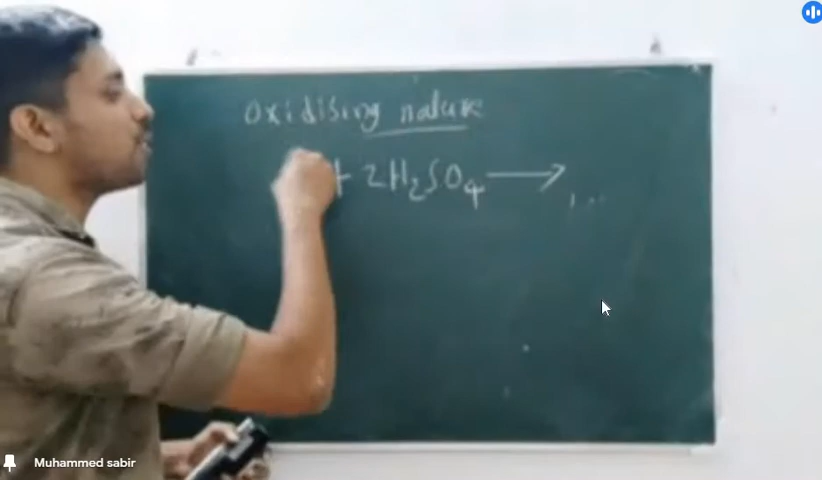 oxidising nature
+ 2H₂SO₄ ⟶
Muhammed sabir